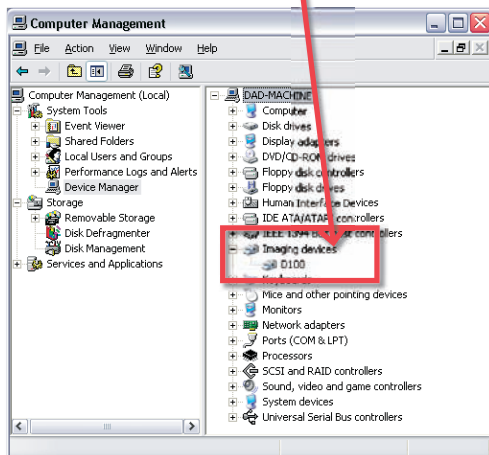 Computer Management
File Action View Window Help
Computer Management (Local)
System Tools
Event Viewer
Shared Folders
Local Users and Groups
Performance Logs and Alerts
Device Manager
Storage
Removable Storage
Disk Defragmenter
Disk Management
Services and Applications
DAD-MACHINE
Computer
Disk drives
Display adapters
DVD/CD-ROM drives
Floppy disk controllers
Floppy disk drives
Human Interface Devices
IDE ATA/ATAPI controllers
IEEE 1394 Bus host controllers
Imaging devices
D100
Keyboards
Mice and other pointing devices
Monitors
Network adapters
Ports (COM & LPT)
Processors
SCSI and RAID controllers
Sound, video and game controllers
System devices
Universal Serial Bus controllers